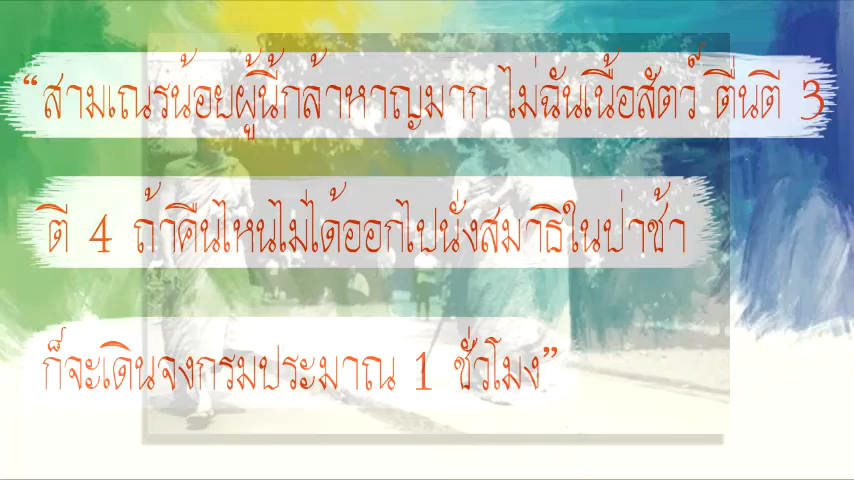 “สามเณรน้อยผู้นี้กล้าหาญมาก ไม่ฉันเนื้อสัตว์ ตื่นตี 3
ตี 4 ถ้าคืนไหนไม่ได้ออกไปนั่งสมาธิในป่าช้า
ก็จะเดินจงกรมประมาณ 1 ชั่วโมง”